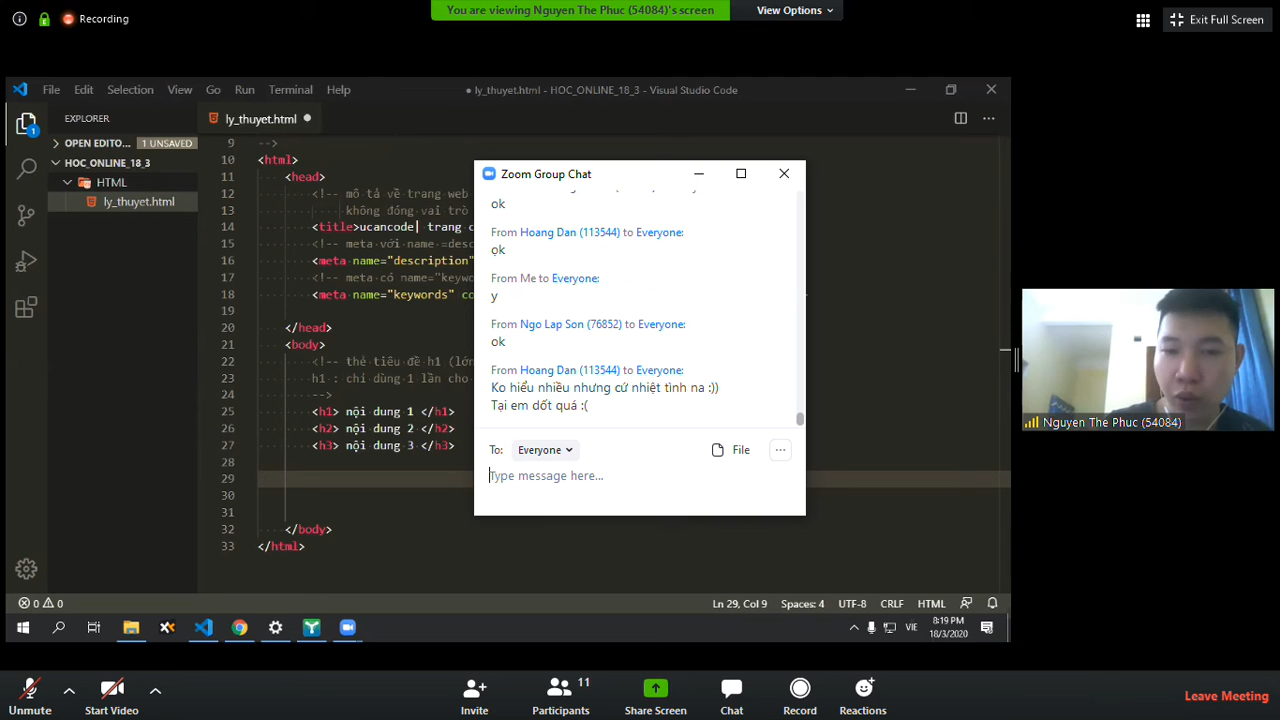 Recording
You are viewing Nguyen The Phuc (54084)'s screen
View Options
Exit Full Screen
File Edit Selection View Go Run Terminal Help
● ly_thuyet.html - HOC_ONLINE_18_3 - Visual Studio Code
EXPLORER
ly_thuyet.html
OPEN EDITO... 1 UNSAVED
HOC_ONLINE_18_3
HTML
ly_thuyet.html
1
9 -->
10 <html>
11 <head>
12 <!-- mô tả về trang web
13 không đóng vai trò
14 <title>ucancode| trang
15 <!-- meta với name =desc
16 <meta name="description"
17 <!-- meta có name="keyw
18 <meta name="keywords" co
19
20 </head>
21 <body>
22 <!-- thẻ tiêu đề h1 (lớn
23 h1 : chỉ dùng 1 lần cho
24 -->
25 <h1> nội dung 1 </h1>
26 <h2> nội dung 2 </h2>
27 <h3> nội dung 3 </h3>
28
29
30
31
32 </body>
33 </html>
Zoom Group Chat
ok
From Hoang Dan (113544) to Everyone:
ọk
From Me to Everyone:
y
From Ngo Lap Son (76852) to Everyone:
ok
From Hoang Dan (113544) to Everyone:
Ko hiểu nhiều nhưng cứ nhiệt tình na :))
Tại em dốt quá :(
To: Everyone File
Type message here...
Nguyen The Phuc (54084)
0 0
Ln 29, Col 9 Spaces: 4 UTF-8 CRLF HTML
VIE
8:19 PM
18/3/2020
Unmute
Start Video
Invite
11
Participants
Share Screen
Chat
Record
Reactions
Leave Meeting